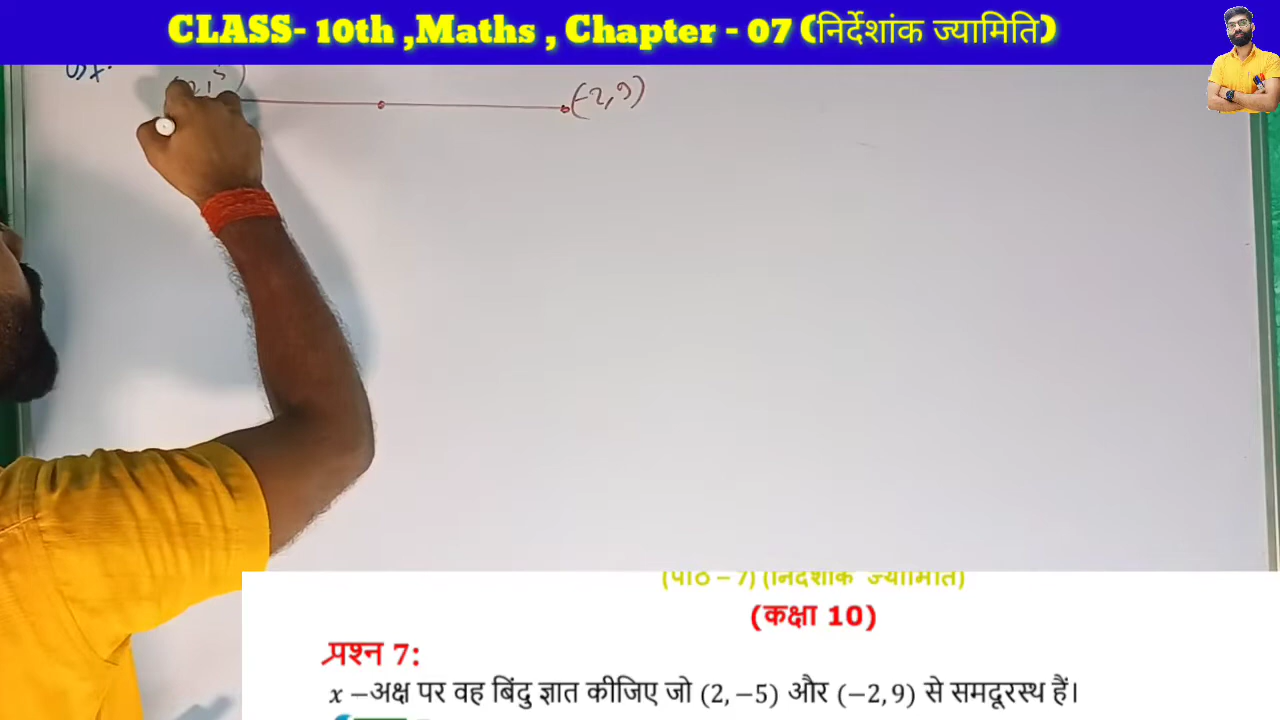 CLASS- 10th ,Maths , Chapter - 07 (निर्देशांक ज्यामिति)
(-2,9)
(पाठ – 7) (निर्देशांक ज्यामिति)
(कक्षा 10)
प्रश्न 7:
x –अक्ष पर वह बिंदु ज्ञात कीजिए जो (2, −5) और (−2, 9) से समदूरस्थ हैं।